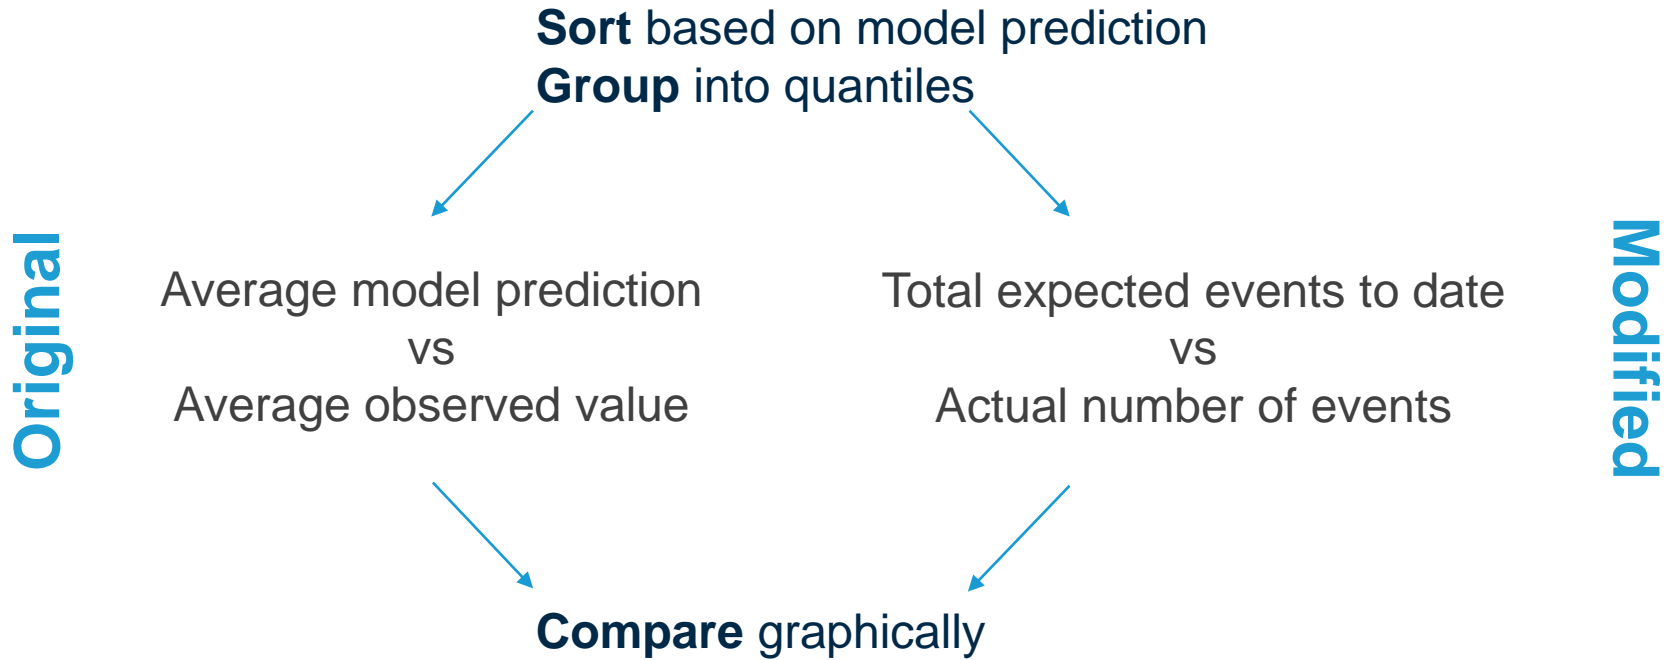 Sort based on model prediction
Group into quantiles
Original
Average model prediction
vs
Average observed value
Total expected events to date
vs
Actual number of events
Modified
Compare graphically